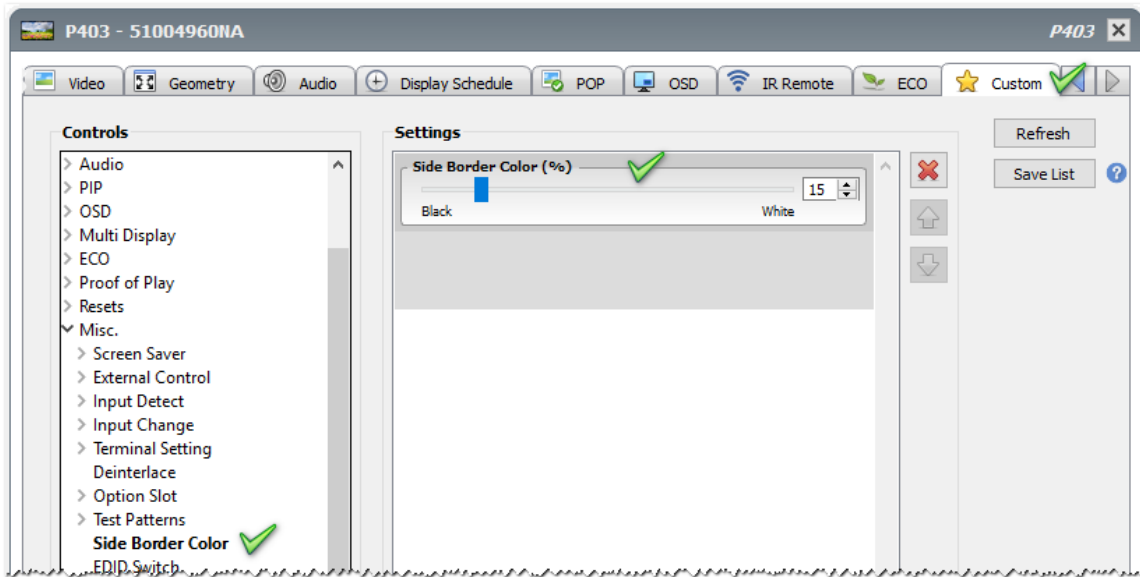 P403 - 51004960NA
P403
Video
Geometry
Audio
Display Schedule
POP
OSD
IR Remote
ECO
Custom
Controls
> Audio
> PIP
> OSD
> Multi Display
> ECO
> Proof of Play
> Resets
Misc.
> Screen Saver
> External Control
> Input Detect
> Input Change
> Terminal Setting
Deinterlace
> Option Slot
> Test Patterns
Side Border Color
EDID Switch
Settings
Side Border Color (%)
15
Black
White
Refresh
Save List
?